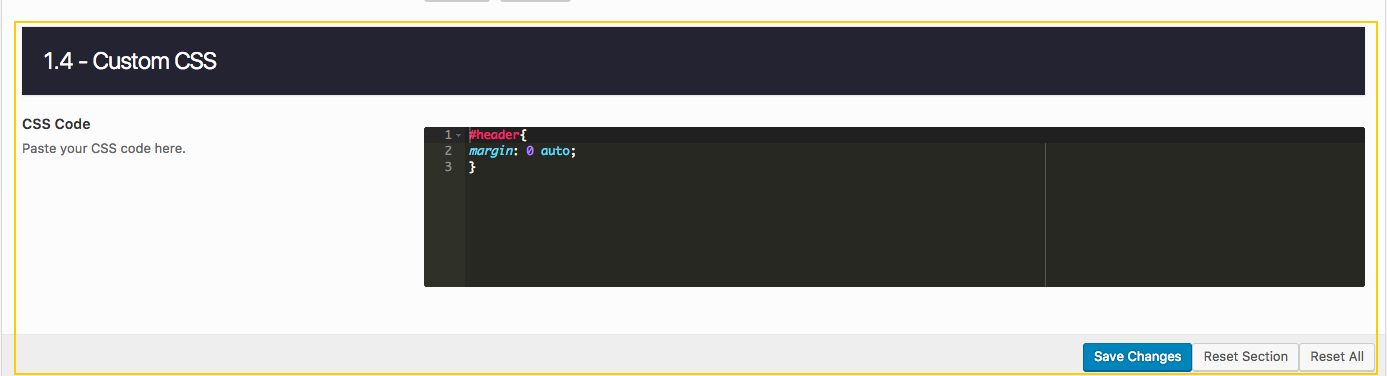 1.4 - Custom CSS
CSS Code
Paste your CSS code here.
1 #header{
2 margin: 0 auto;
3 }
Save Changes Reset Section Reset All